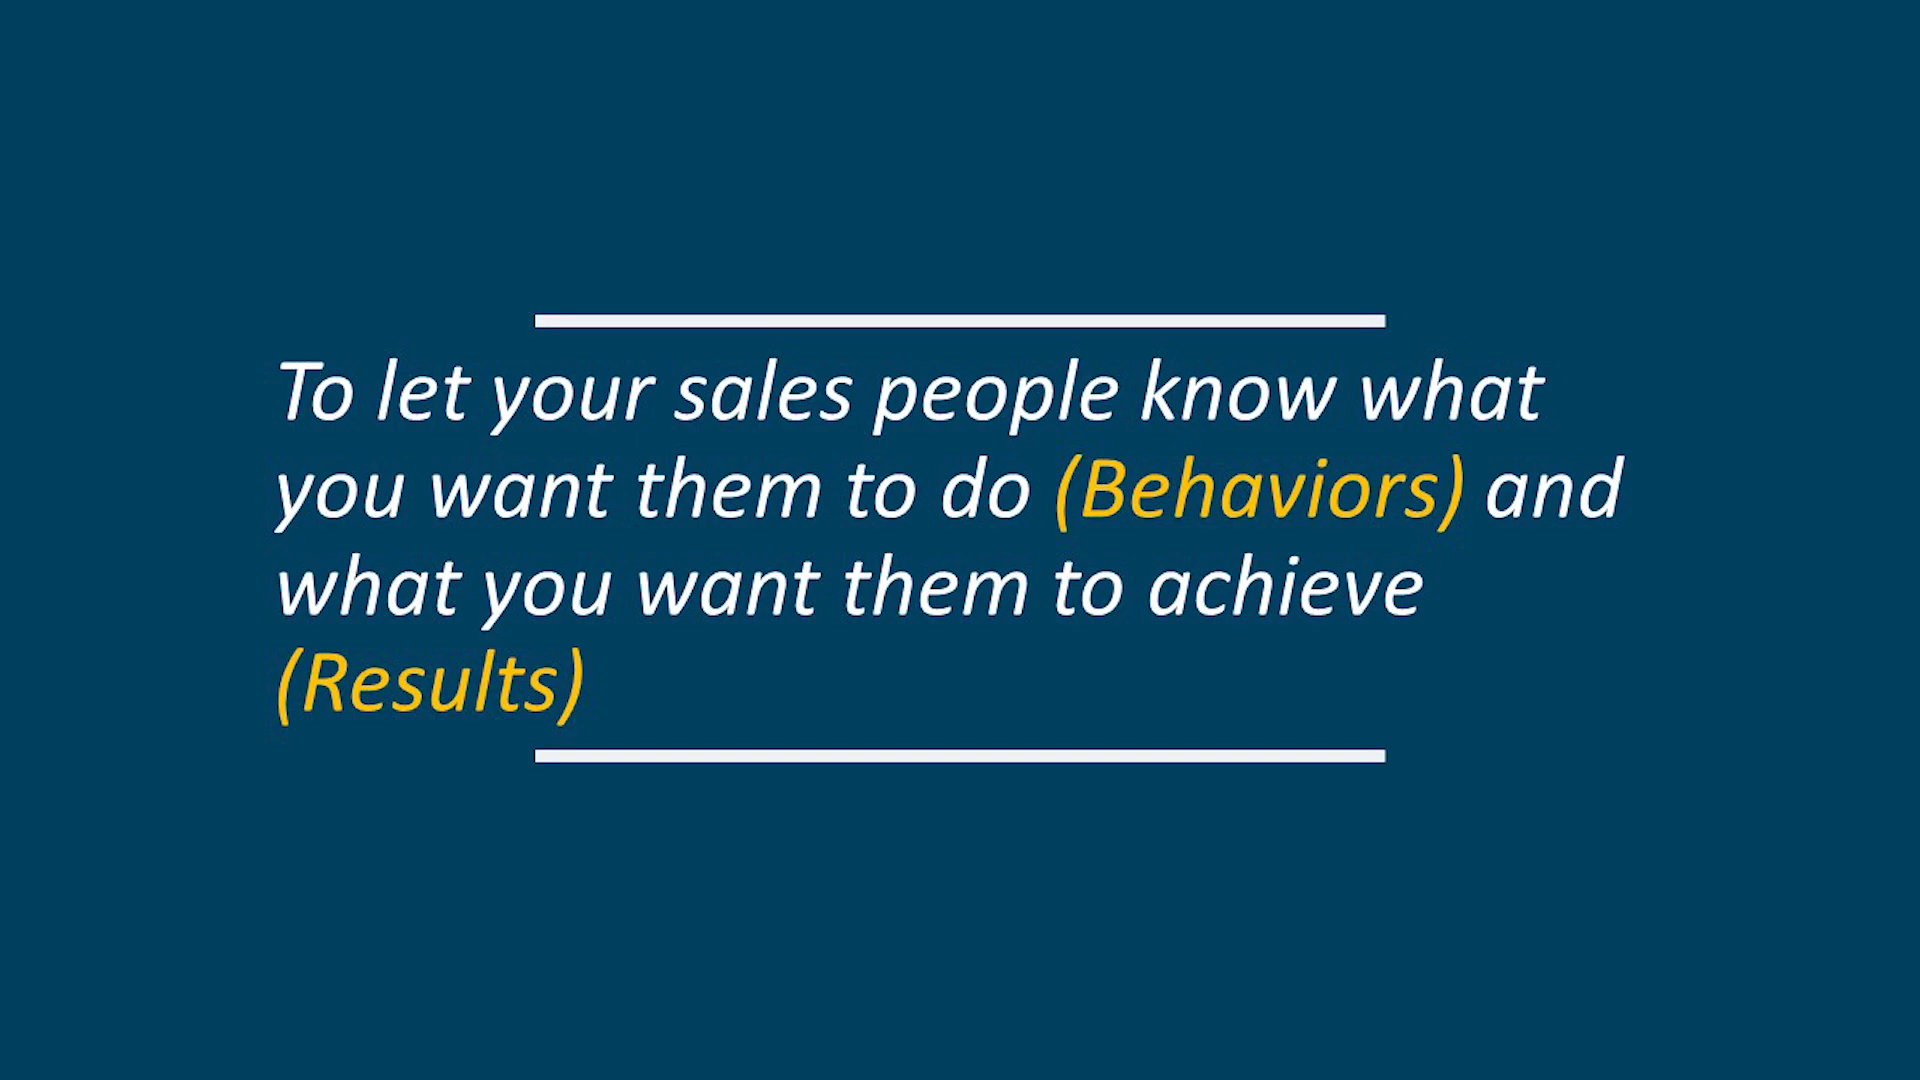 To let your sales people know what
you want them to do (Behaviors) and
what you want them to achieve
(Results)